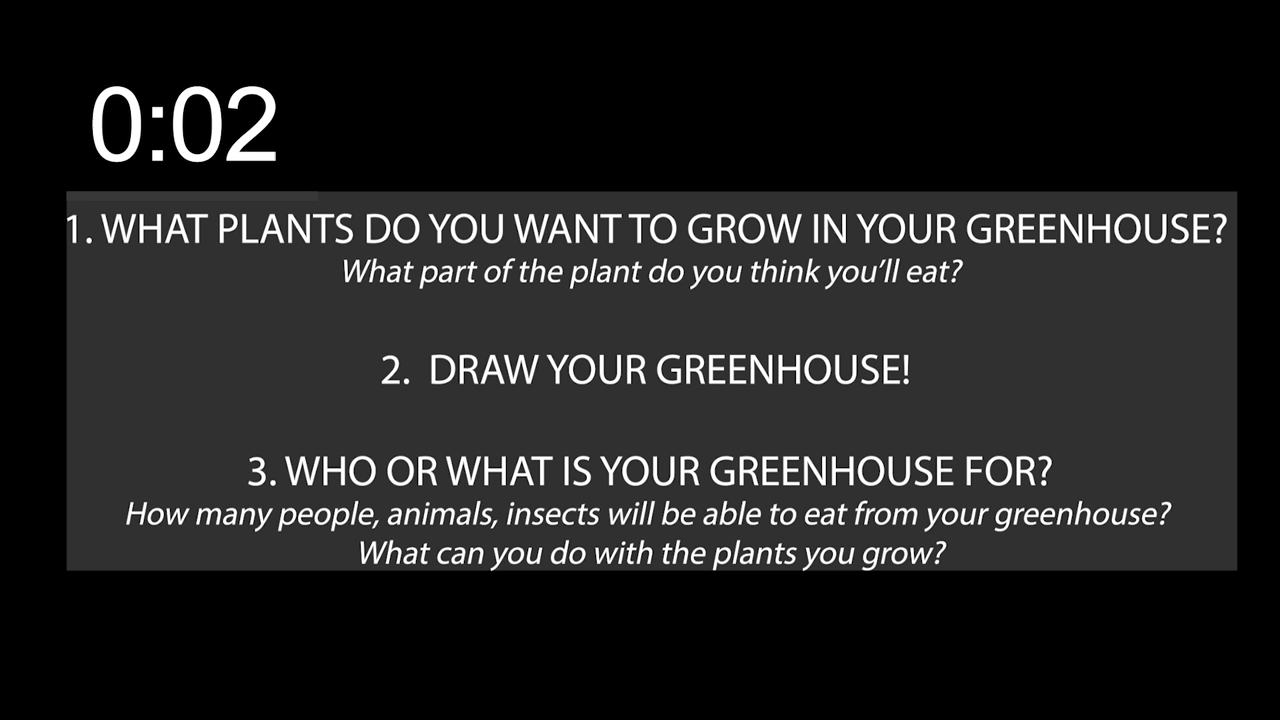 0:02
1. WHAT PLANTS DO YOU WANT TO GROW IN YOUR GREENHOUSE?
What part of the plant do you think you’ll eat?
2. DRAW YOUR GREENHOUSE!
3. WHO OR WHAT IS YOUR GREENHOUSE FOR?
How many people, animals, insects will be able to eat from your greenhouse?
What can you do with the plants you grow?